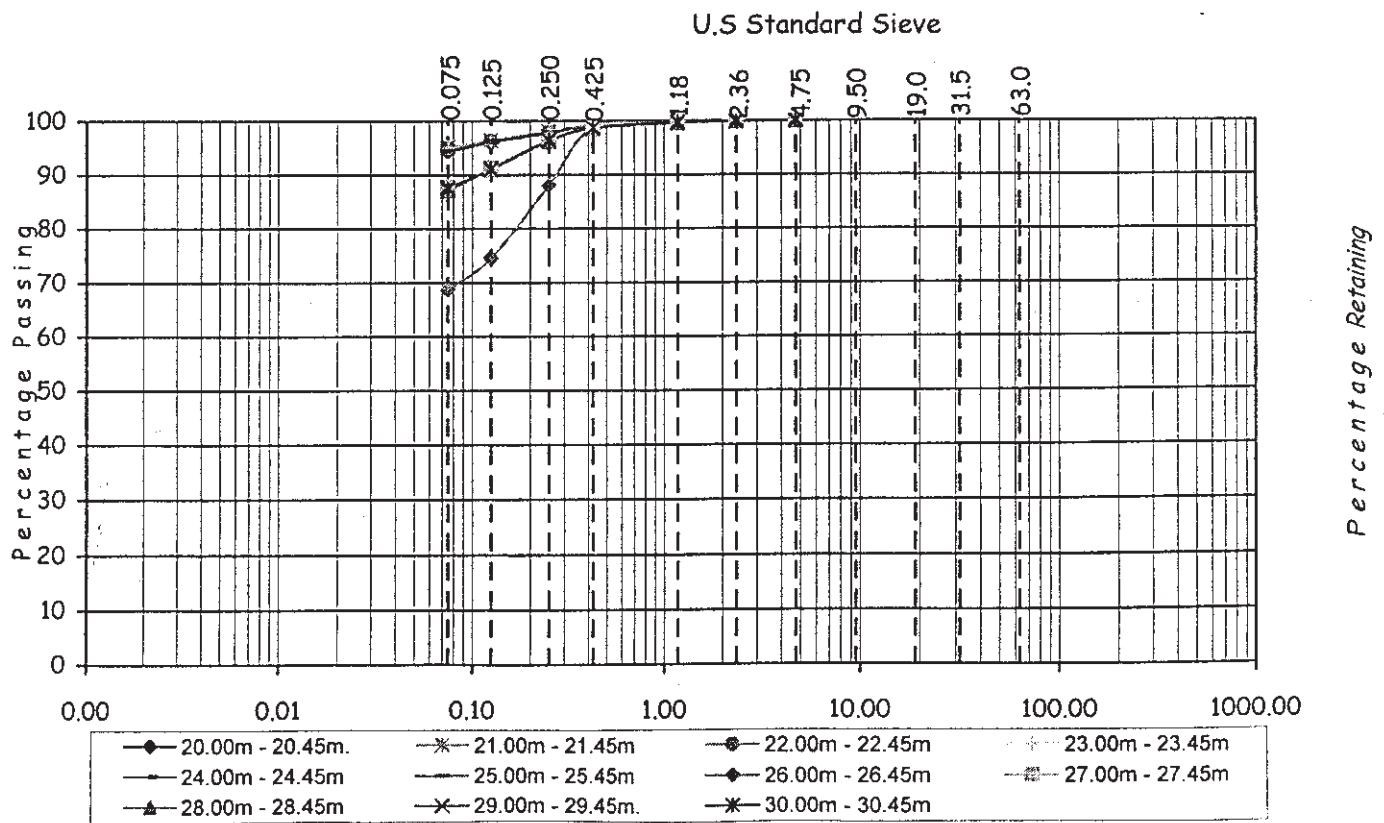 U.S Standard Sieve
0.075 0.125 0.250 0.425 1.18 2.36 4.75 9.50 19.0 31.5 63.0
100
90
80
70
60
50
40
30
20
10
0
Percentage Passing
Percentage Retaining
0.00 0.01 0.10 1.00 10.00 100.00 1000.00
20.00m - 20.45m. 21.00m - 21.45m 22.00m - 22.45m 23.00m - 23.45m
24.00m - 24.45m 25.00m - 25.45m 26.00m - 26.45m 27.00m - 27.45m
28.00m - 28.45m 29.00m - 29.45m. 30.00m - 30.45m